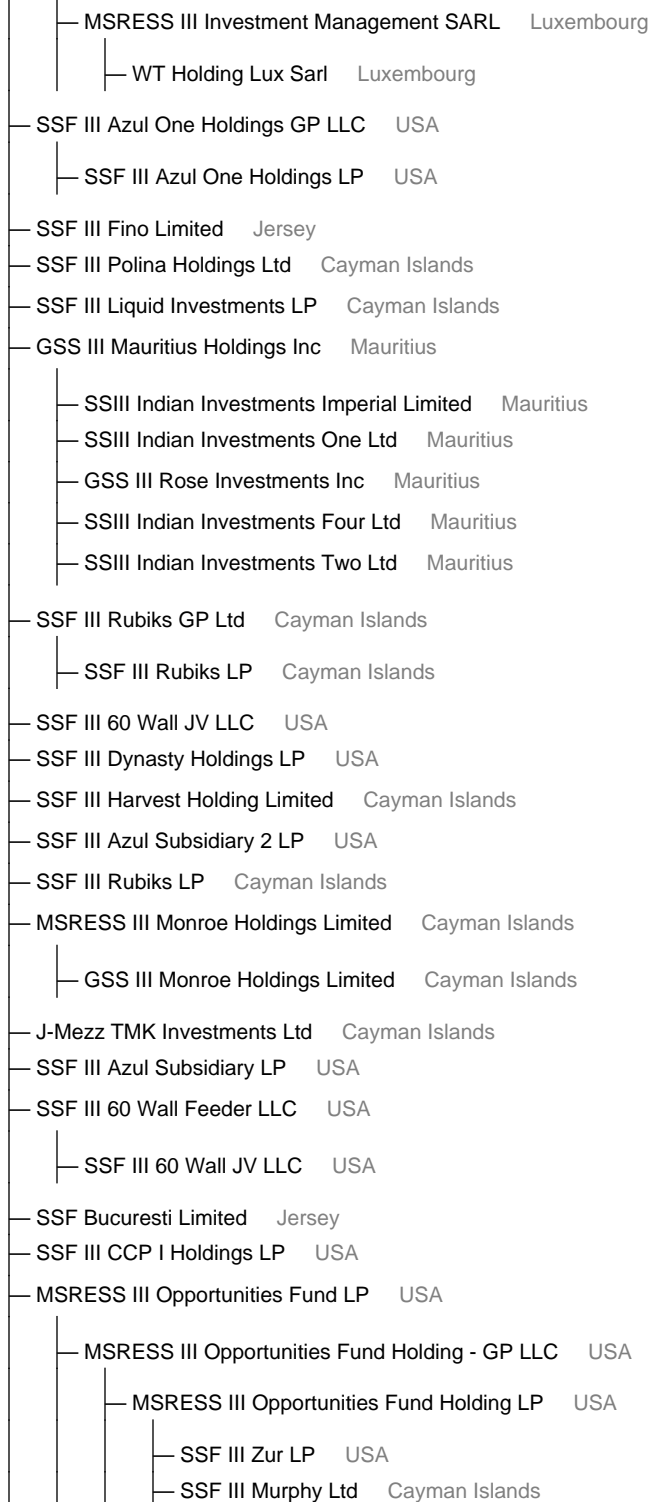 MSRESS III Investment Management SARL Luxembourg
WT Holding Lux Sarl Luxembourg
SSF III Azul One Holdings GP LLC USA
SSF III Azul One Holdings LP USA
SSF III Fino Limited Jersey
SSF III Polina Holdings Ltd Cayman Islands
SSF III Liquid Investments LP Cayman Islands
GSS III Mauritius Holdings Inc Mauritius
SSIII Indian Investments Imperial Limited Mauritius
SSIII Indian Investments One Ltd Mauritius
GSS III Rose Investments Inc Mauritius
SSIII Indian Investments Four Ltd Mauritius
SSIII Indian Investments Two Ltd Mauritius
SSF III Rubiks GP Ltd Cayman Islands
SSF III Rubiks LP Cayman Islands
SSF III 60 Wall JV LLC USA
SSF III Dynasty Holdings LP USA
SSF III Harvest Holding Limited Cayman Islands
SSF III Azul Subsidiary 2 LP USA
SSF III Rubiks LP Cayman Islands
MSRESS III Monroe Holdings Limited Cayman Islands
GSS III Monroe Holdings Limited Cayman Islands
J-Mezz TMK Investments Ltd Cayman Islands
SSF III Azul Subsidiary LP USA
SSF III 60 Wall Feeder LLC USA
SSF III 60 Wall JV LLC USA
SSF Bucuresti Limited Jersey
SSF III CCP I Holdings LP USA
MSRESS III Opportunities Fund LP USA
MSRESS III Opportunities Fund Holding - GP LLC USA
MSRESS III Opportunities Fund Holding LP USA
SSF III Zur LP USA
SSF III Murphy Ltd Cayman Islands